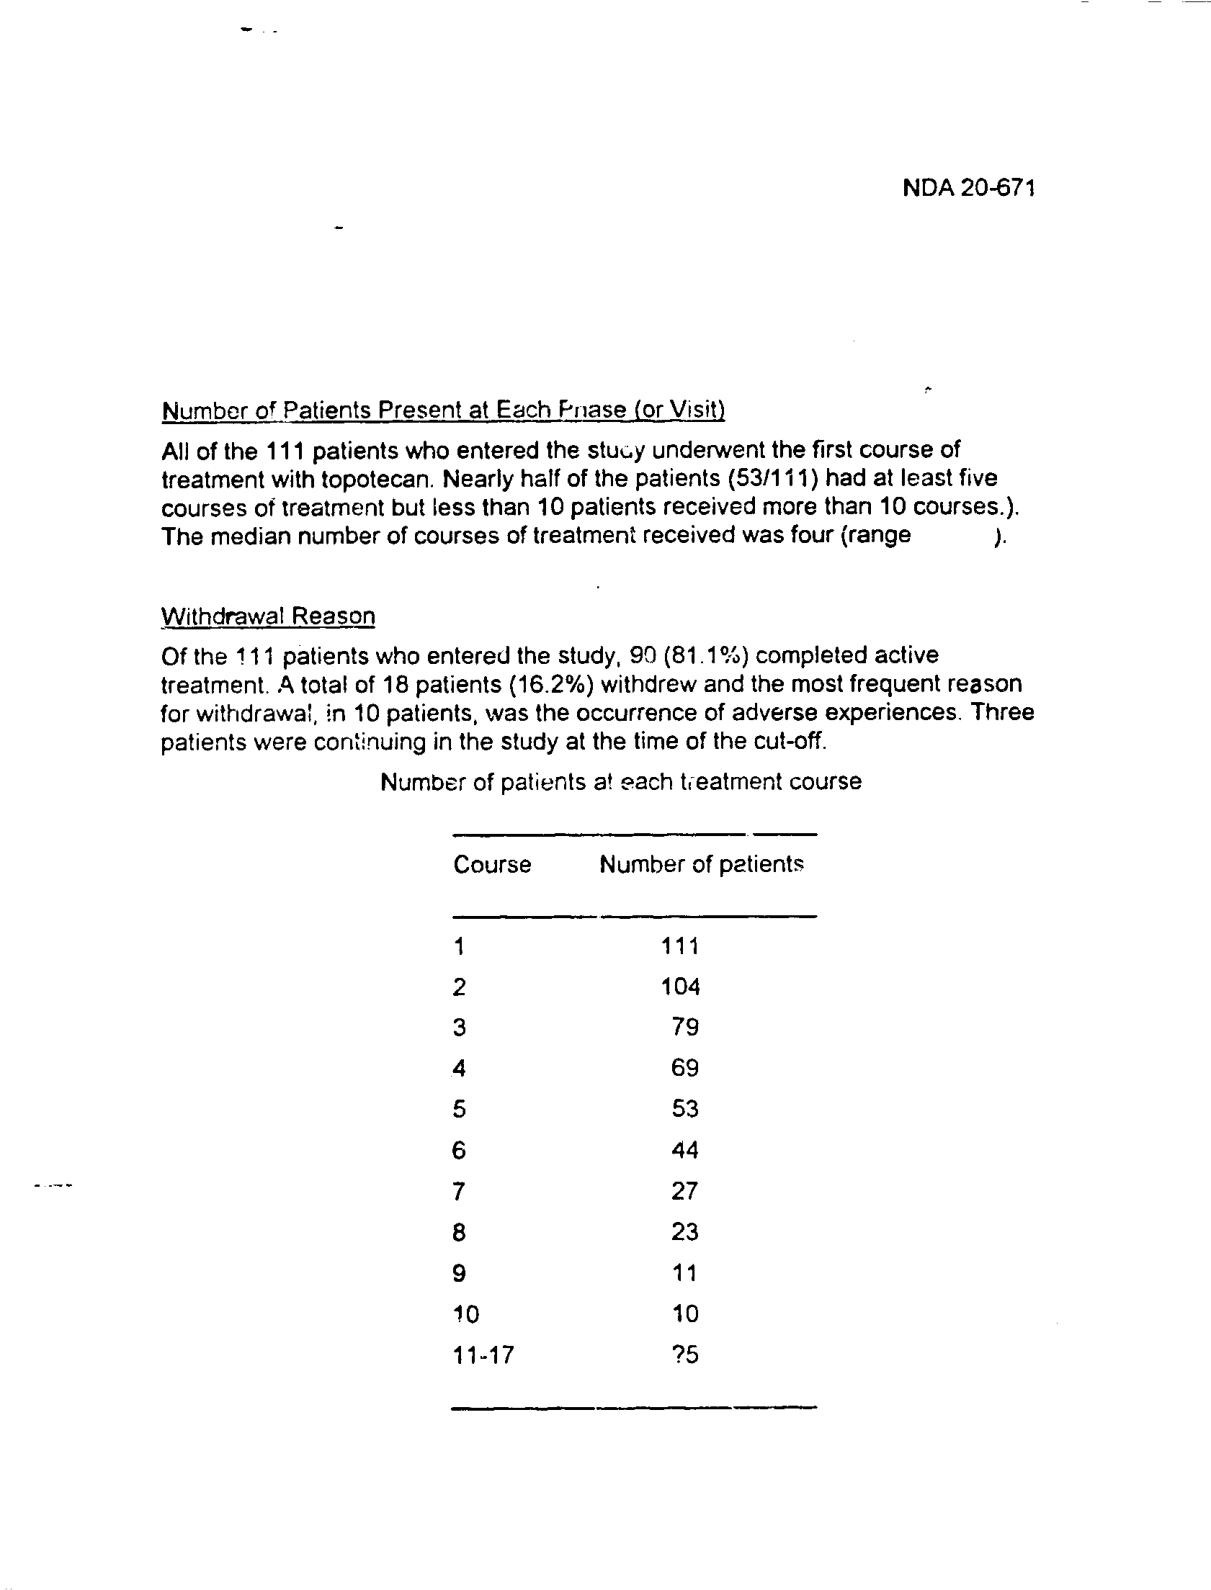 NDA 20-671
Number of Patients Present at Each Phase (or Visit)
All of the 111 patients who entered the study underwent the first course of
treatment with topotecan. Nearly half of the patients (53/111) had at least five
courses of treatment but less than 10 patients received more than 10 courses.).
The median number of courses of treatment received was four (range ).
Withdrawal Reason
Of the 111 patients who entered the study, 90 (81.1%) completed active
treatment. A total of 18 patients (16.2%) withdrew and the most frequent reason
for withdrawal, in 10 patients, was the occurrence of adverse experiences. Three
patients were continuing in the study at the time of the cut-off.
Number of patients at each treatment course
Course Number of patients
1 111
2 104
3 79
4 69
5 53
6 44
7 27
8 23
9 11
10 10
11-17 ?5